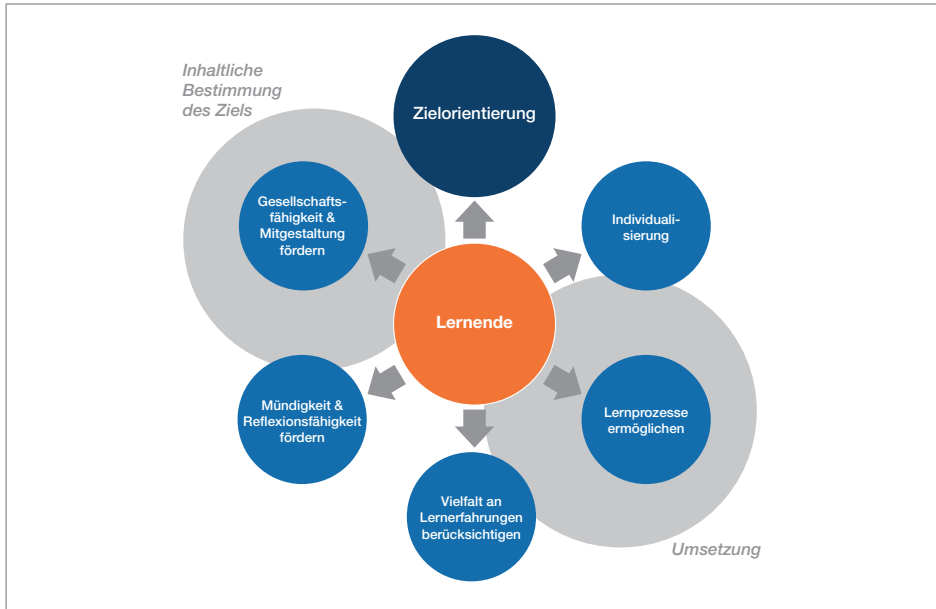 Inhaltliche
Bestimmung
des Ziels
Zielorientierung
Gesellschafts-
fähigkeit &
Mitgestaltung
fördern
Individuali-
sierung
Lernende
Mündigkeit &
Reflexionsfähigkeit
fördern
Lernprozesse
ermöglichen
Vielfalt an
Lernerfahrungen
berücksichtigen
Umsetzung